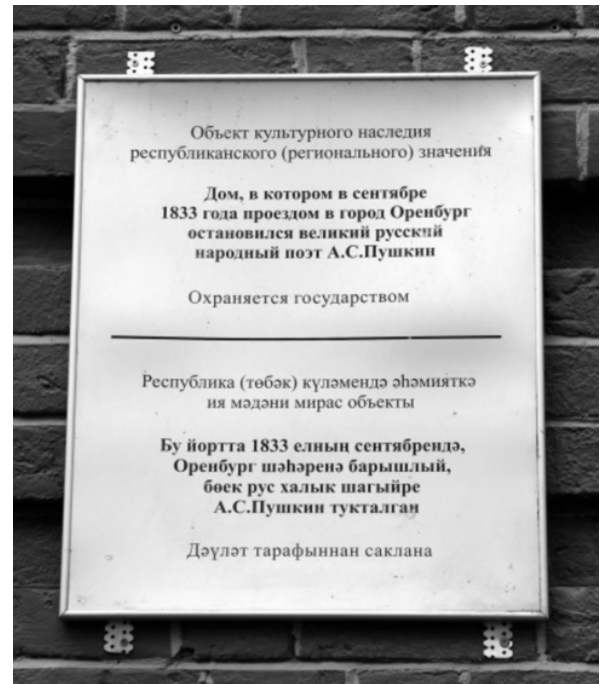 Объект культурного наследия
республиканского (регионального) значения
Дом, в котором в сентябре
1833 года проездом в город Оренбург
остановился великий русский
народный поэт А.С.Пушкин
Охраняется государством
Республика (төбәк) күләмендә әһәмияткә
ия мәдәни мирас объекты
Бу йортта 1833 елның сентябрендә,
Оренбург шәһәренә барышлый,
бөек рус халык шагыйре
А.С.Пушкин тукталган
Дәүләт тарафыннан саклана